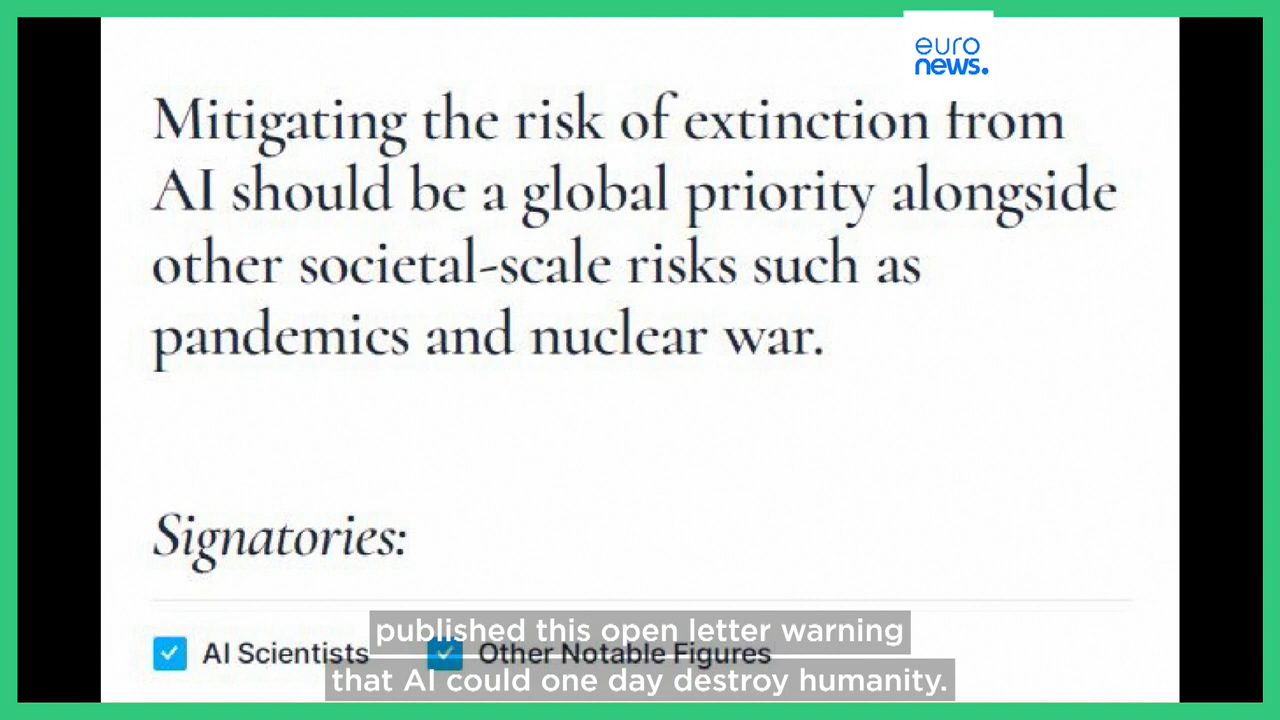 euro
news.
Mitigating the risk of extinction from
AI should be a global priority alongside
other societal-scale risks such as
pandemics and nuclear war.
Signatories:
AI Scientists
Other Notable Figures
published this open letter warning
that AI could one day destroy humanity.